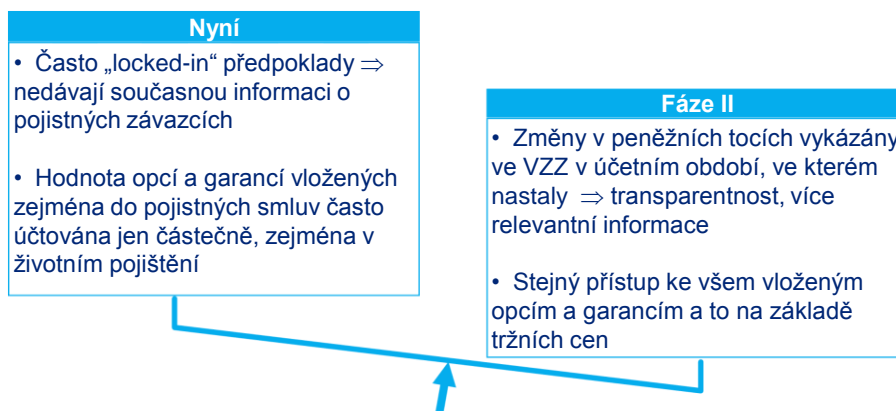 Nyní
• Často „locked-in“ předpoklady ⇒
nedávají současnou informaci o
pojistných závazcích
• Hodnota opcí a garancí vložených
zejména do pojistných smluv často
účtována jen částečně, zejména v
životním pojištění
Fáze II
• Změny v peněžních tocích vykázány
ve VZZ v účetním období, ve kterém
nastaly ⇒ transparentnost, více
relevantní informace
• Stejný přístup ke všem vloženým
opcím a garancím a to na základě
tržních cen